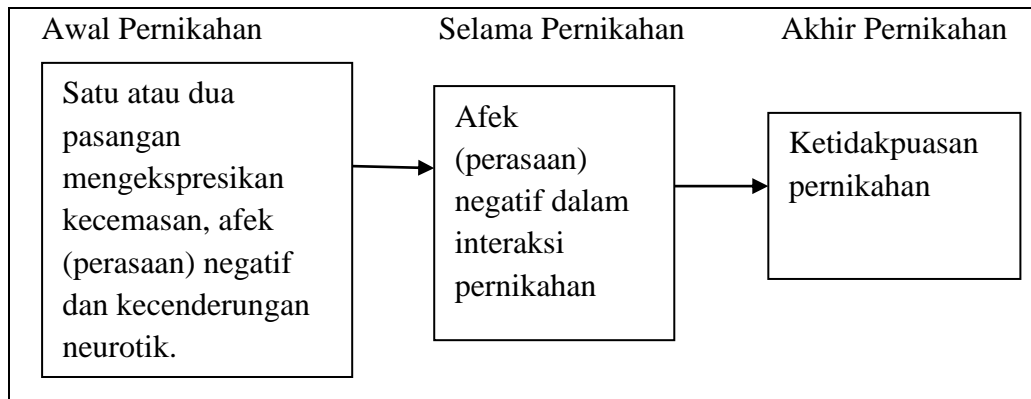 Awal Pernikahan
Selama Pernikahan
Akhir Pernikahan
Satu atau dua
pasangan
mengekspresikan
kecemasan, afek
(perasaan) negatif
dan kecenderungan
neurotik.
Afek
(perasaan)
negatif dalam
interaksi
pernikahan
Ketidakpuasan
pernikahan